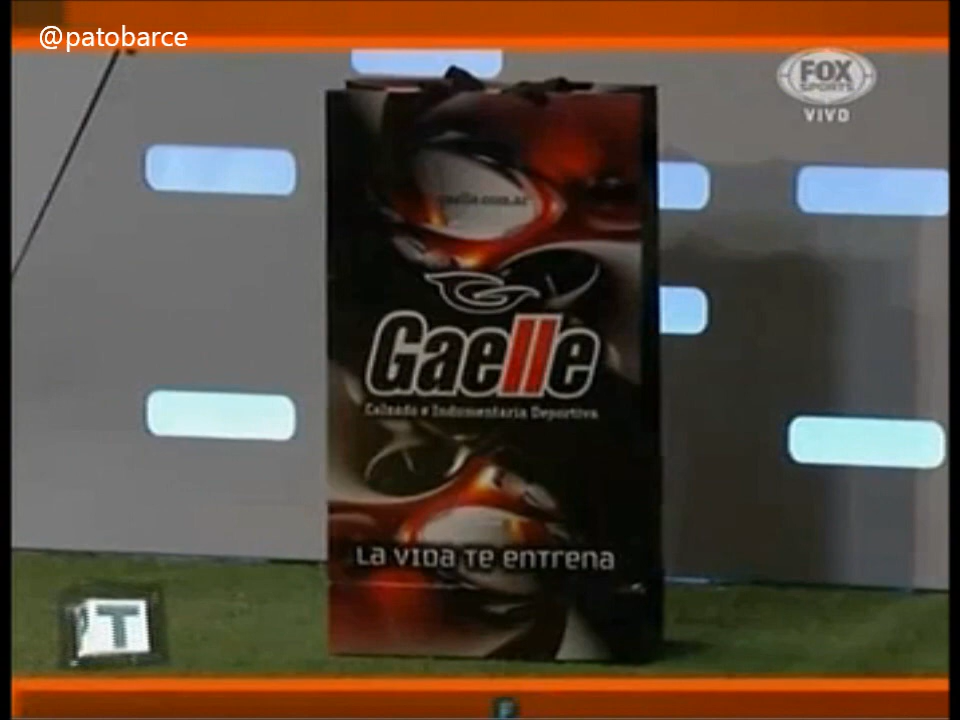 @patobarce
FOX
SPORTS
VIVO
gaelle.com.ar
G
Gaelle
Calzado e Indumentaria Deportiva
LA VIDA TE ENTRENA
T
F